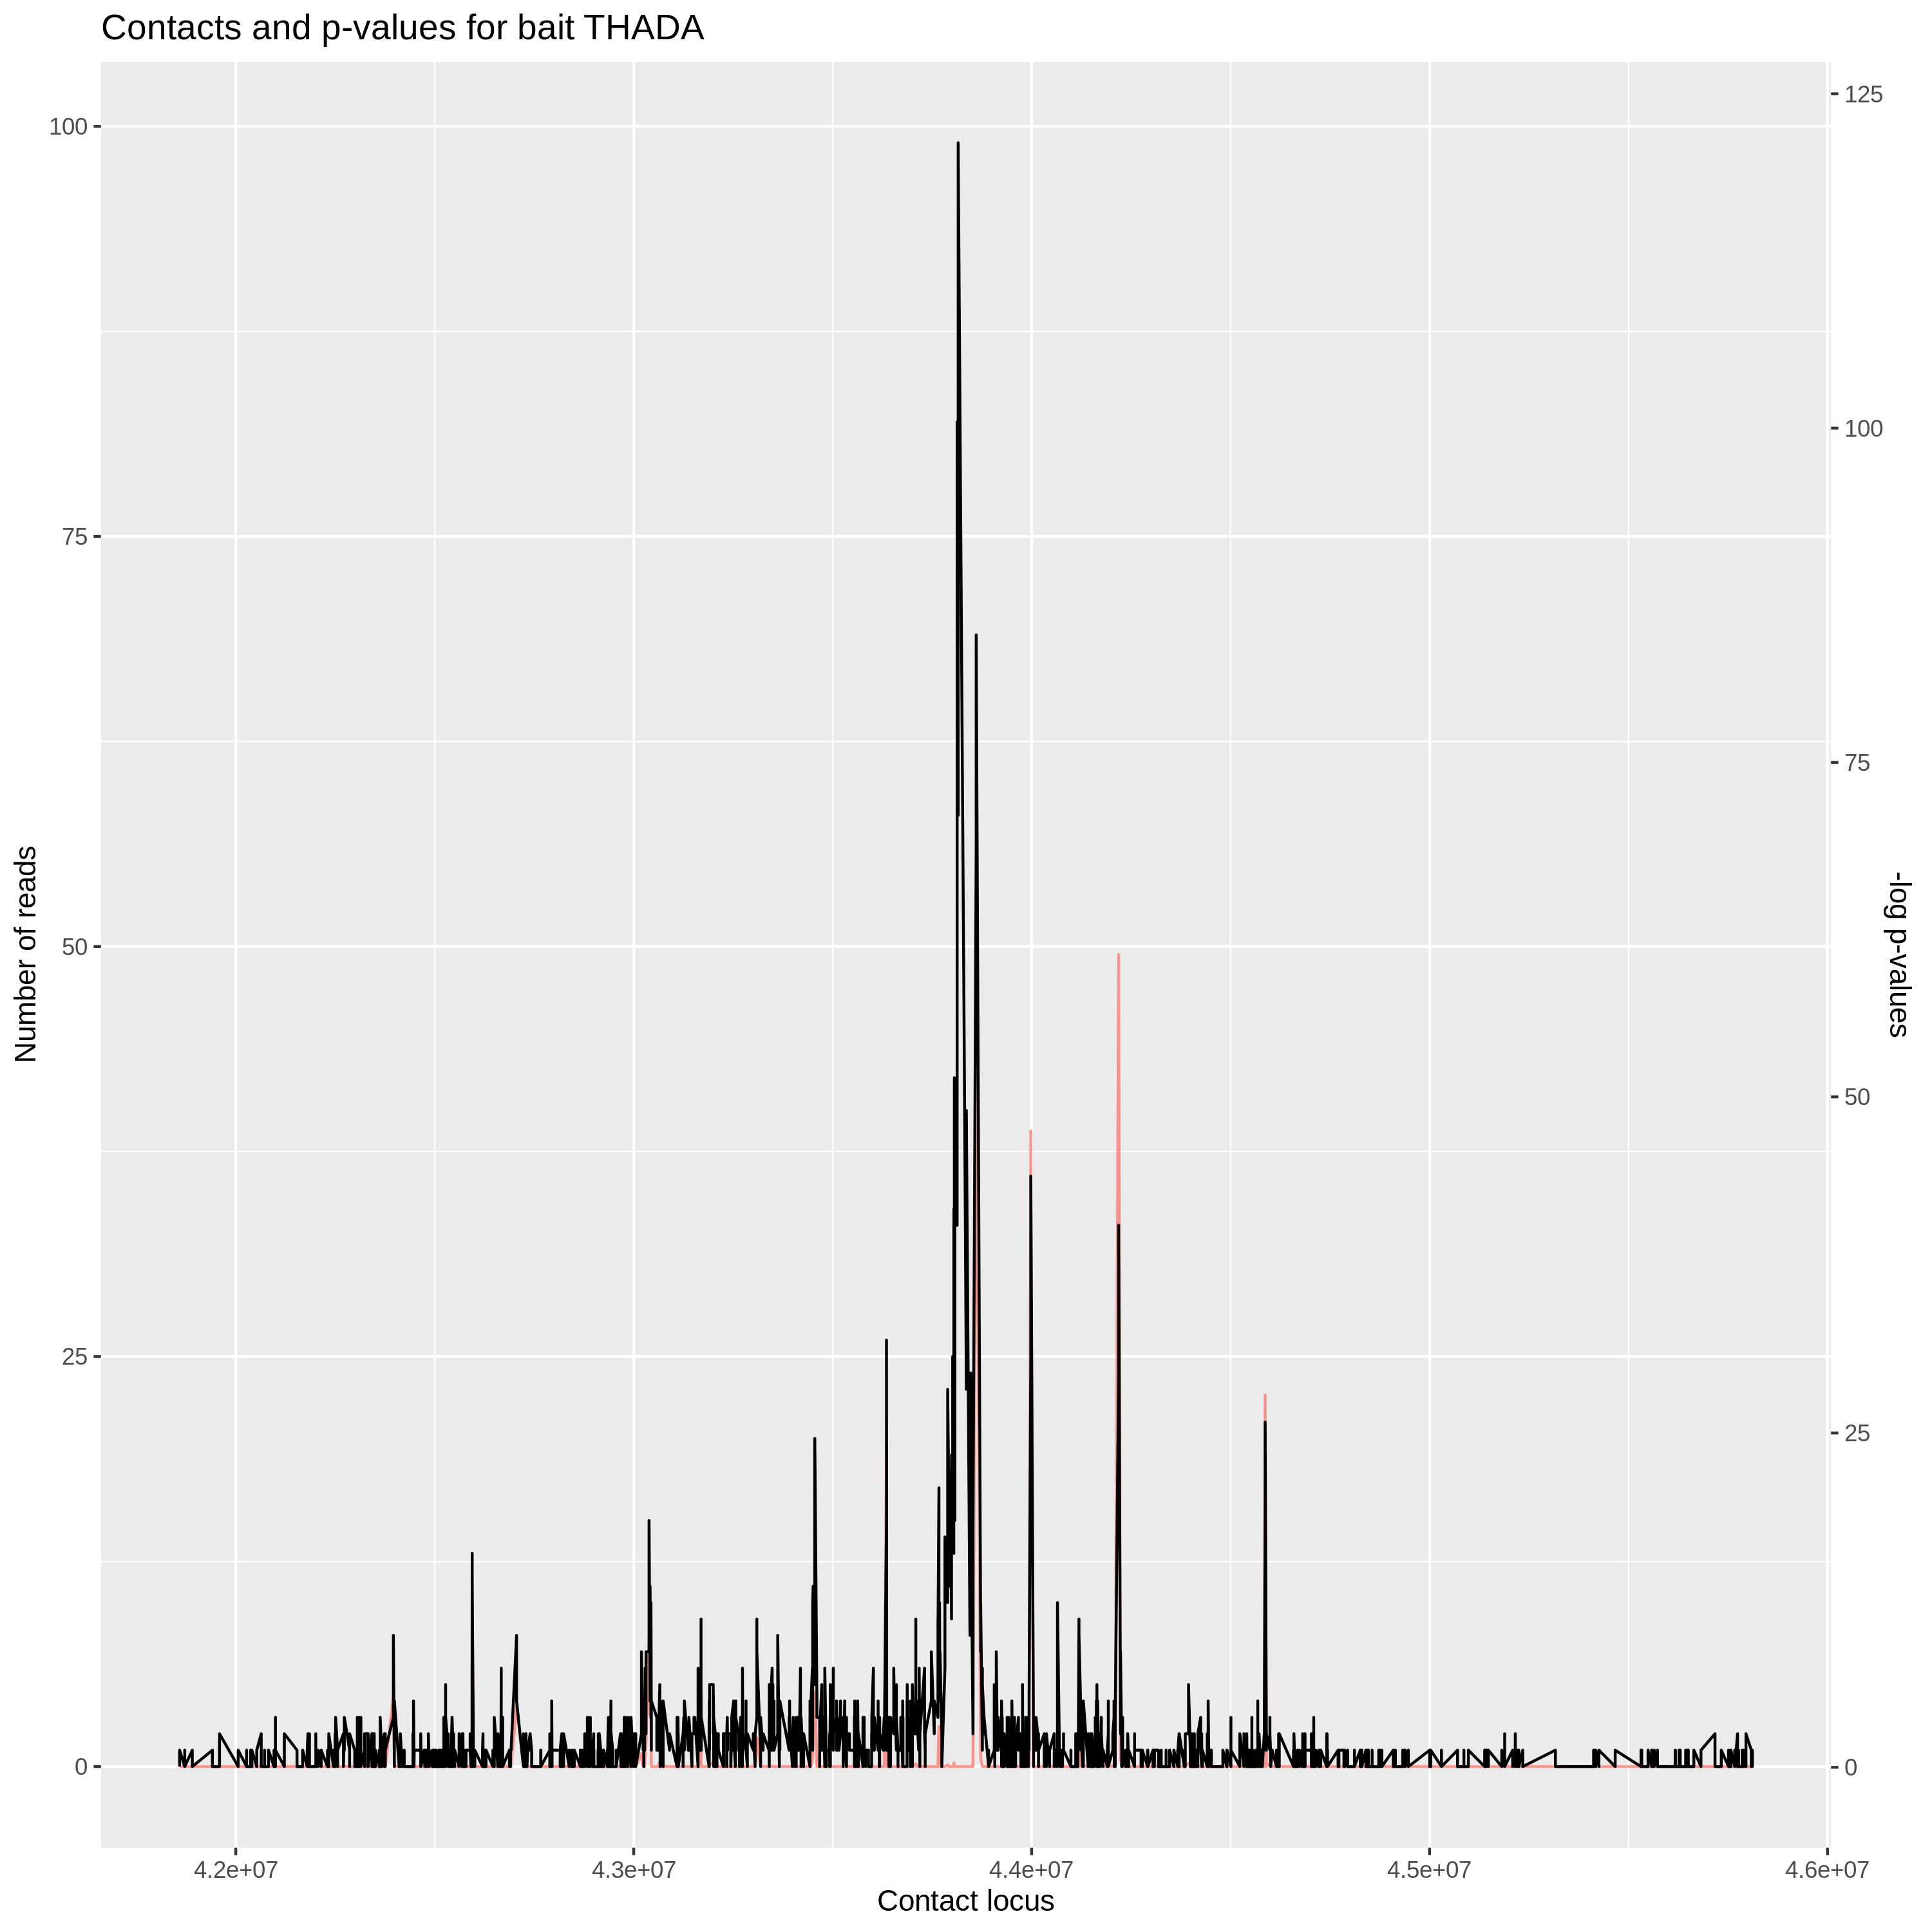 Contacts and p-values for bait THADA
100
75
50
25
0
Number of reads
125
100
75
50
25
0
-log p-values
4.2e+07 4.3e+07 4.4e+07 4.5e+07 4.6e+07
Contact locus